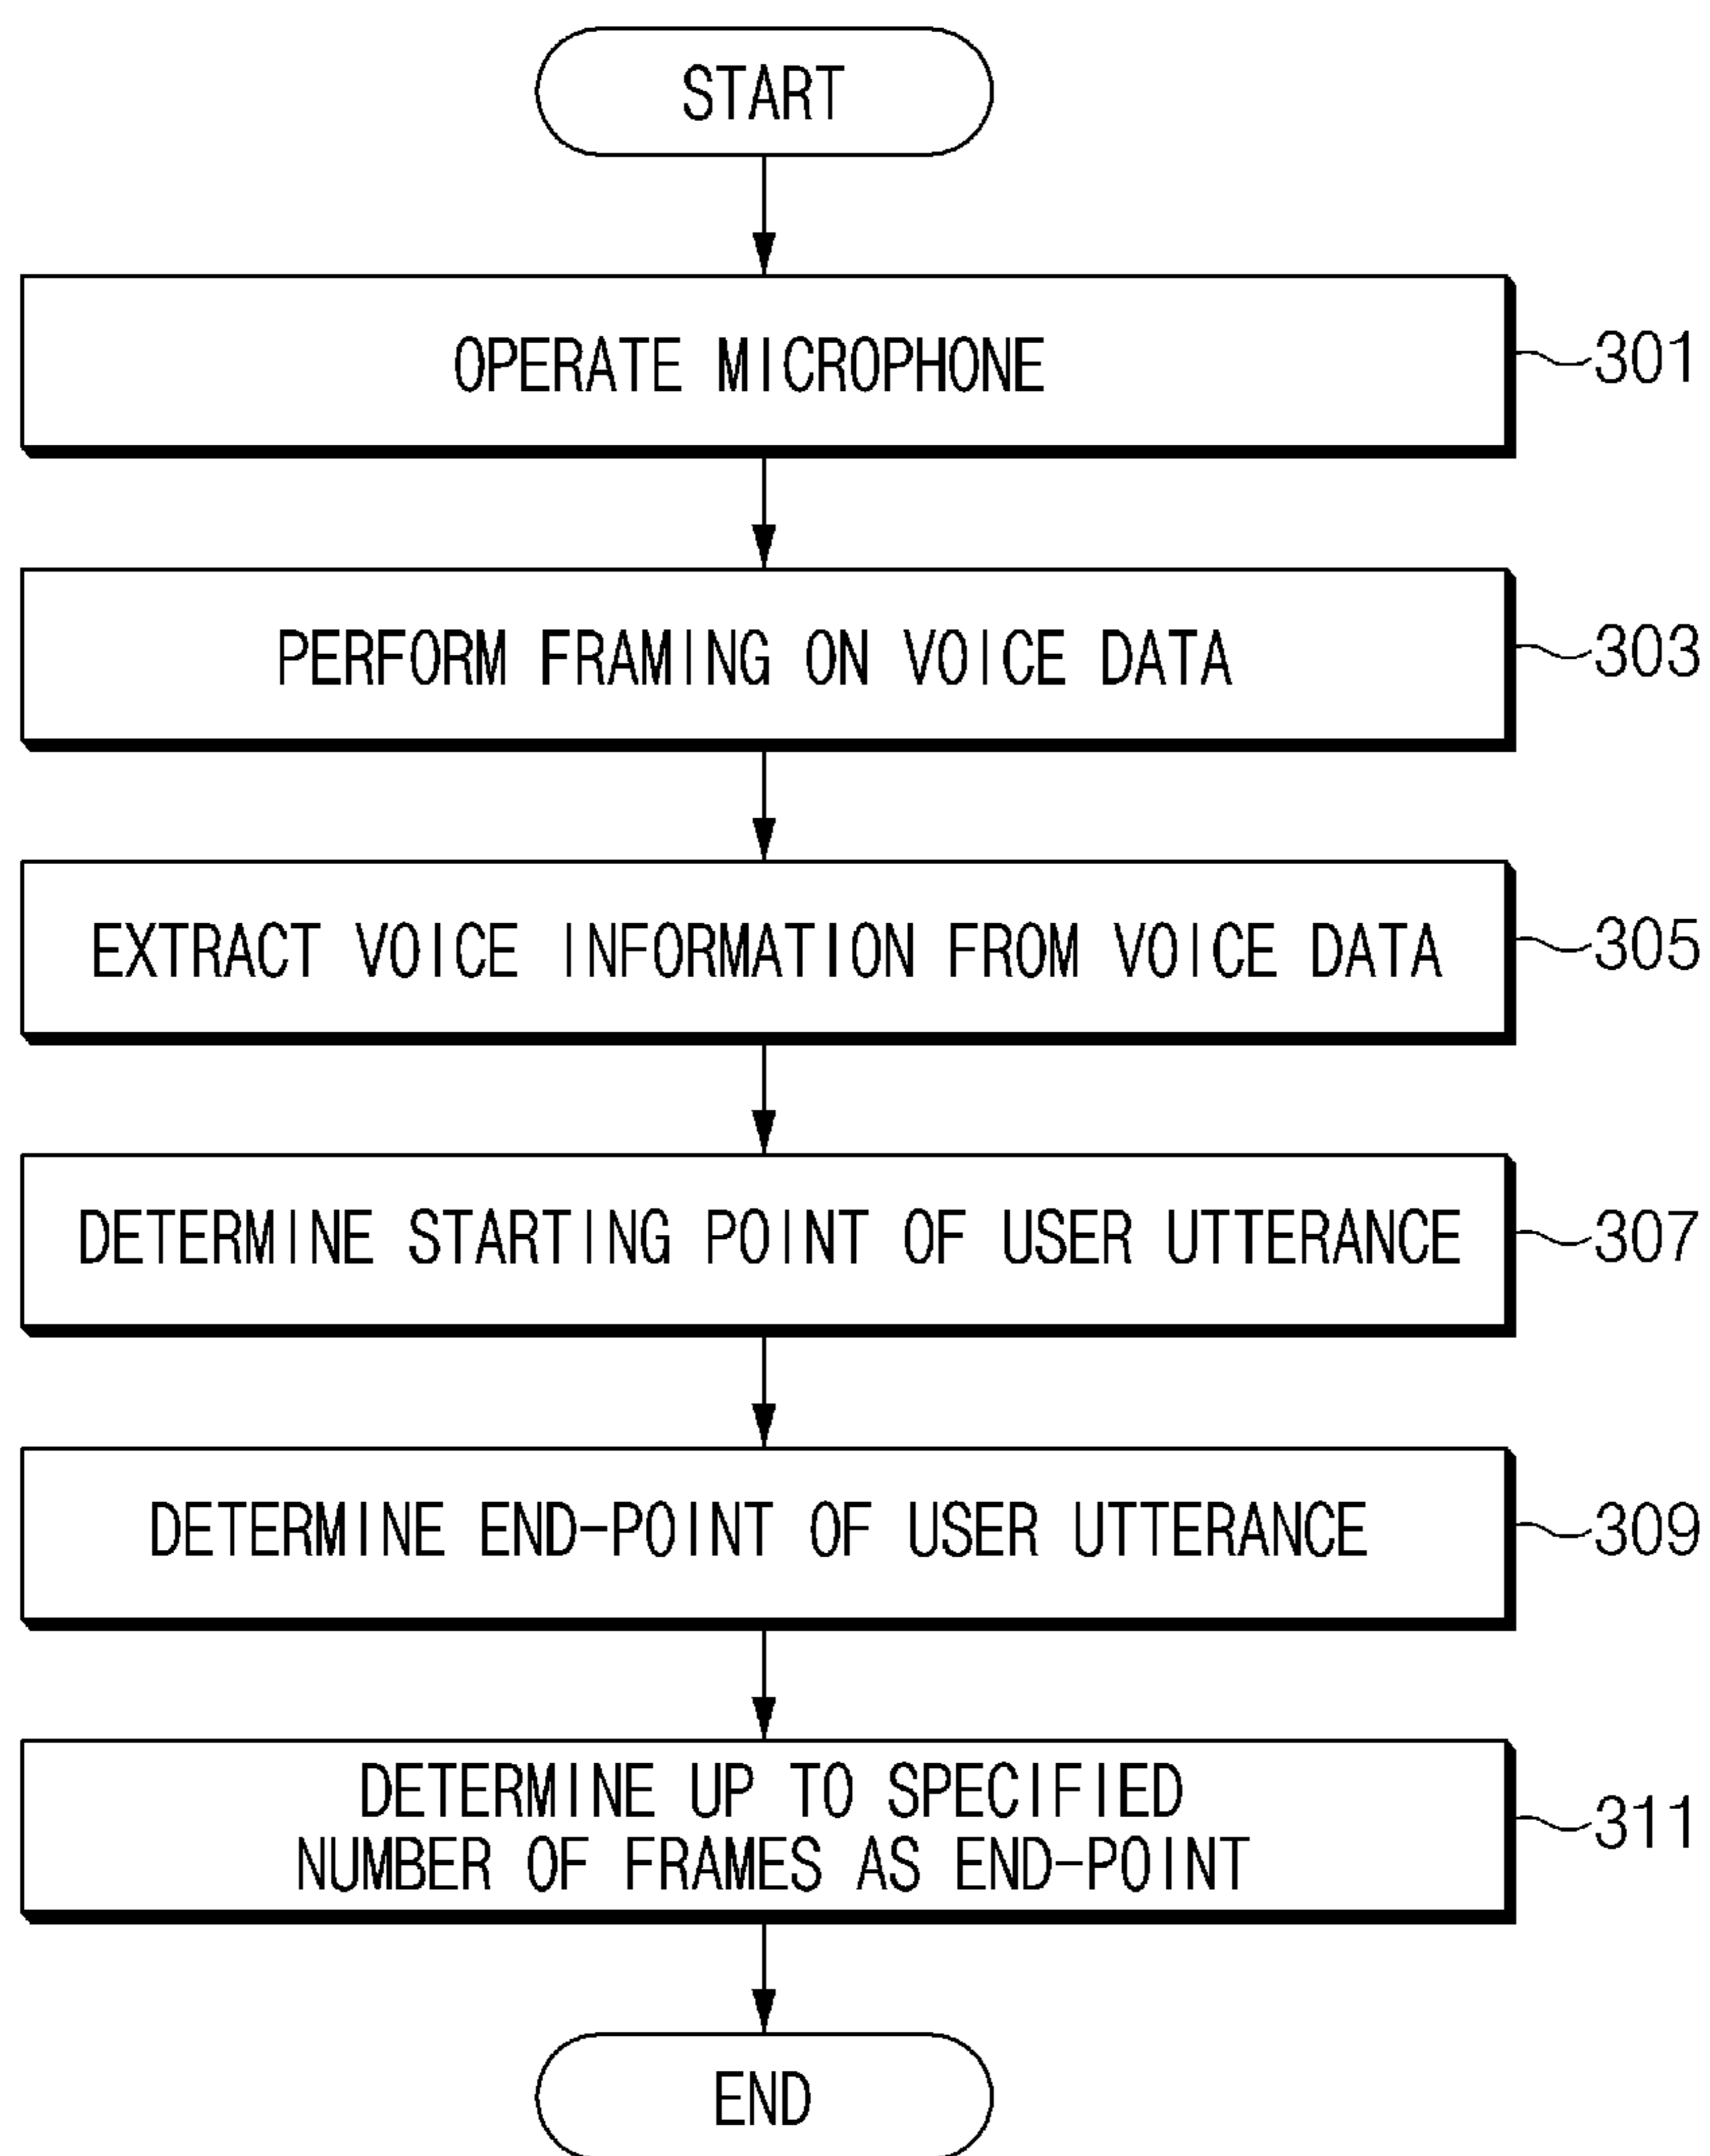 START
OPERATE MICROPHONE
301
PERFORM FRAMING ON VOICE DATA
303
EXTRACT VOICE INFORMATION FROM VOICE DATA
305
DETERMINE STARTING POINT OF USER UTTERANCE
307
DETERMINE END-POINT OF USER UTTERANCE
309
DETERMINE UP TO SPECIFIED
NUMBER OF FRAMES AS END-POINT
311
END